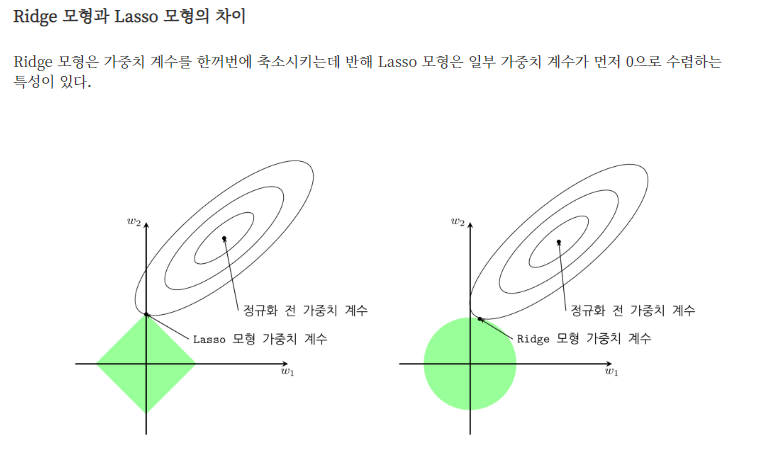 Ridge 모형과 Lasso 모형의 차이
Ridge 모형은 가중치 계수를 한꺼번에 축소시키는데 반해 Lasso 모형은 일부 가중치 계수가 먼저 0으로 수렴하는
특성이 있다.
w₂
정규화 전 가중치 계수
Lasso 모형 가중치 계수
w₁
w₂
정규화 전 가중치 계수
Ridge 모형 가중치 계수
w₁